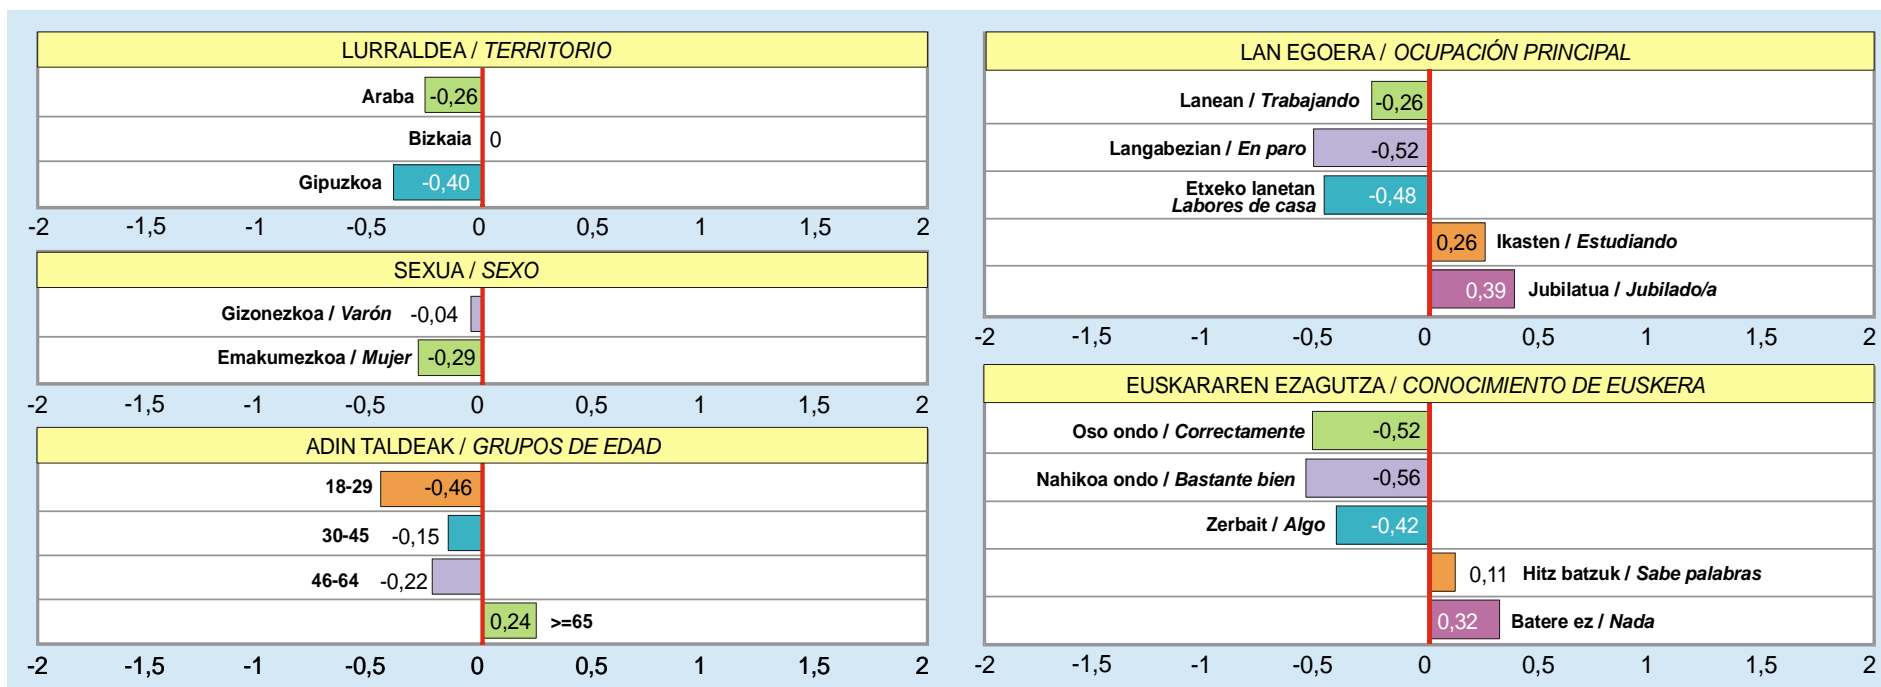 LURRALDEA / TERRITORIO
Araba -0,26
Bizkaia 0
Gipuzkoa -0,40
-2 -1,5 -1 -0,5 0 0,5 1 1,5 2
SEXUA / SEXO
Gizonezkoa / Varón -0,04
Emakumezkoa / Mujer -0,29
-2 -1,5 -1 -0,5 0 0,5 1 1,5 2
ADIN TALDEAK / GRUPOS DE EDAD
18-29 -0,46
30-45 -0,15
46-64 -0,22
0,24 >=65
-2 -1,5 -1 -0,5 0 0,5 1 1,5 2
LAN EGOERA / OCUPACIÓN PRINCIPAL
Lanean / Trabajando -0,26
Langabezian / En paro -0,52
Etxeko lanetan
Labores de casa -0,48
0,26 Ikasten / Estudiando
0,39 Jubilatua / Jubilado/a
-2 -1,5 -1 -0,5 0 0,5 1 1,5 2
EUSKARAREN EZAGUTZA / CONOCIMIENTO DE EUSKERA
Oso ondo / Correctamente -0,52
Nahikoa ondo / Bastante bien -0,56
Zerbait / Algo -0,42
0,11 Hitz batzuk / Sabe palabras
0,32 Batere ez / Nada
-2 -1,5 -1 -0,5 0 0,5 1 1,5 2